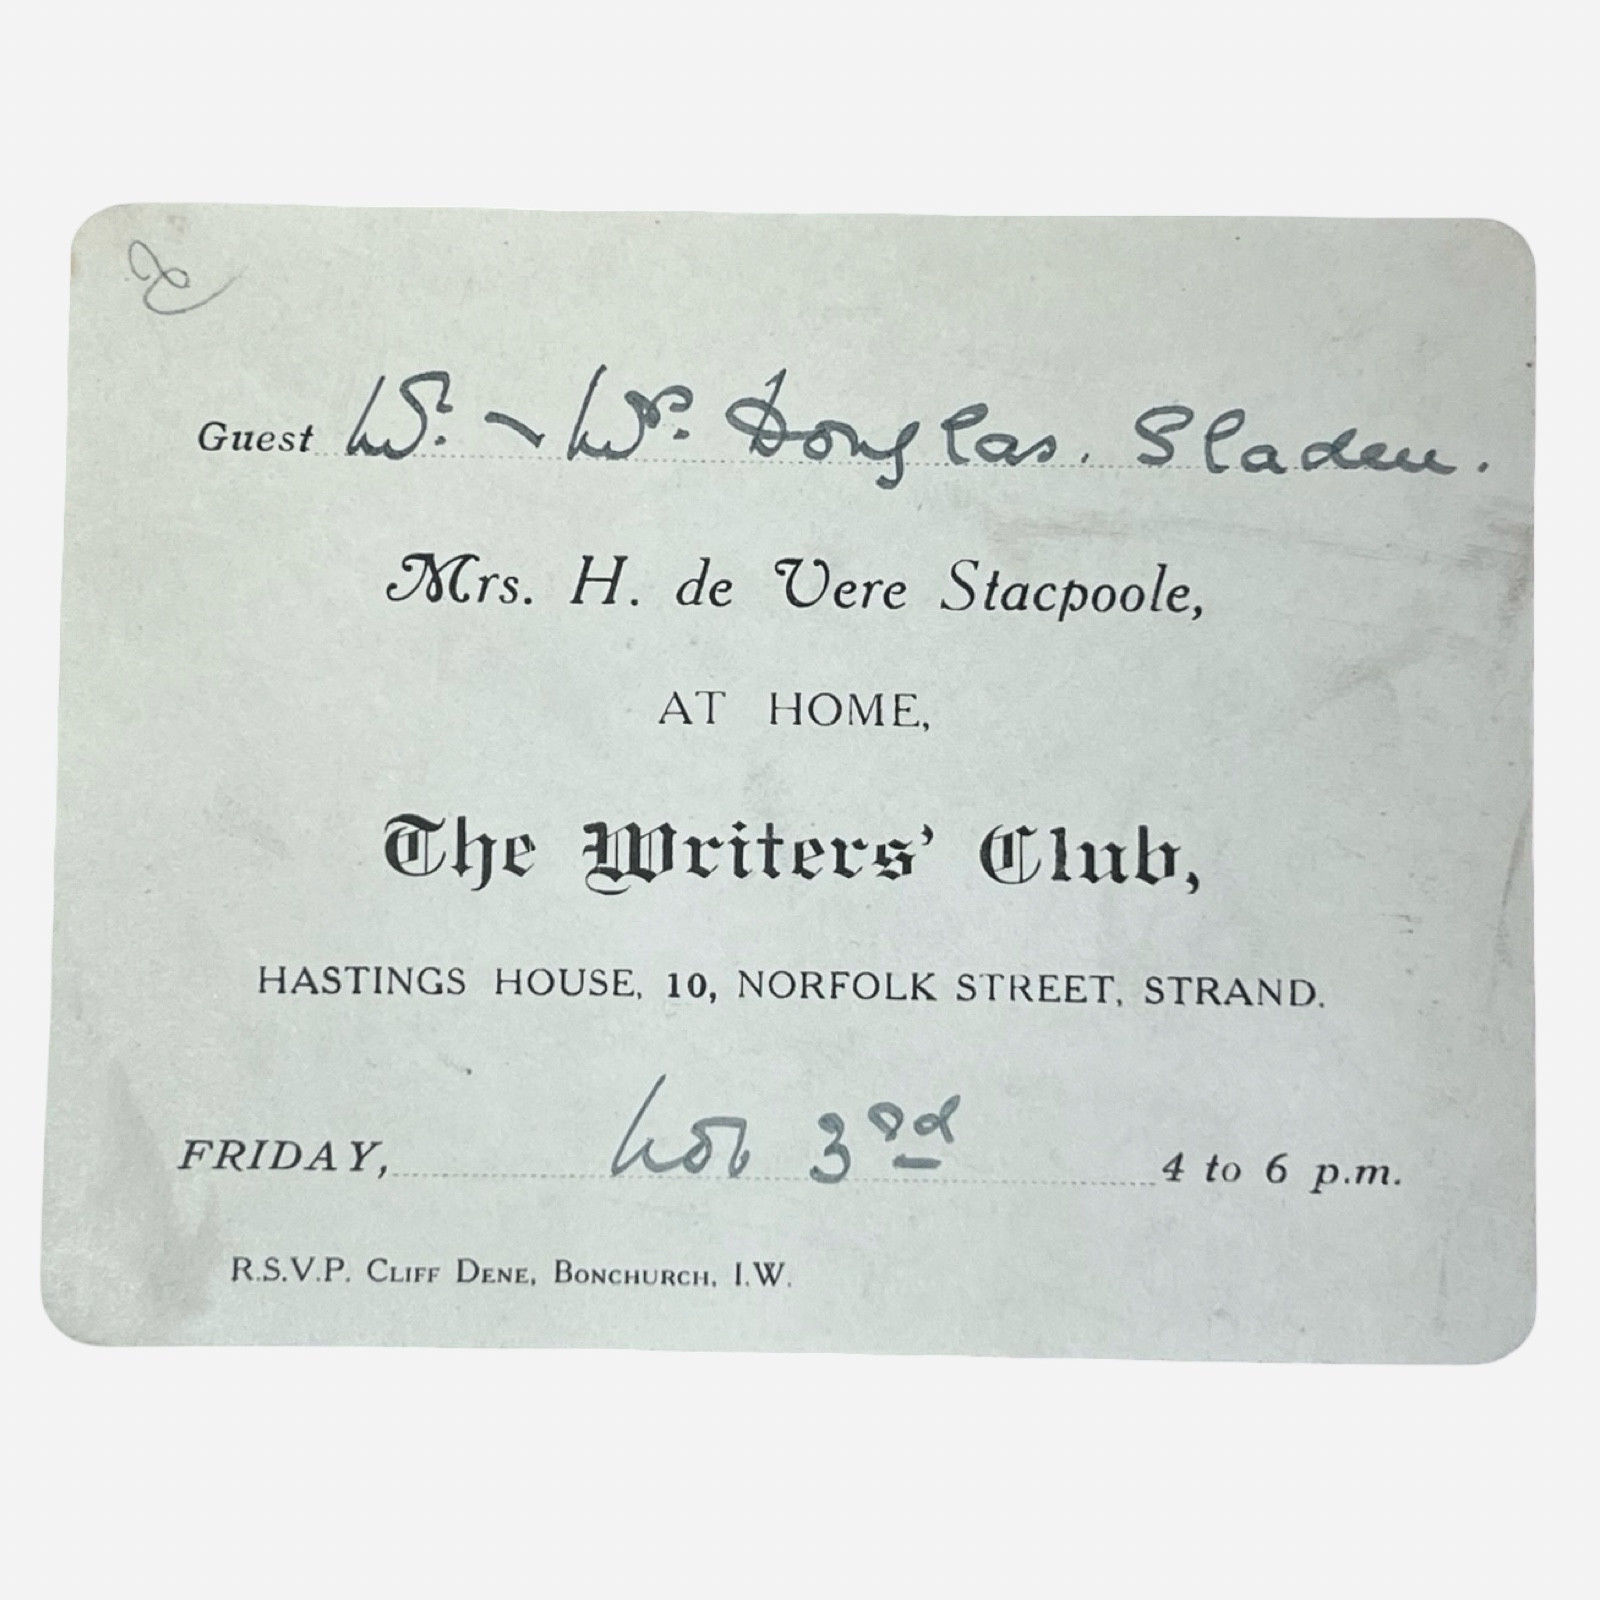 Guest Mr. & Mrs. Douglas Sladen.
Mrs. H. de Vere Stacpoole,
AT HOME,
The Writers' Club,
HASTINGS HOUSE, 10, NORFOLK STREET, STRAND.
FRIDAY, Nov 3rd 4 to 6 p.m.
R.S.V.P. CLIFF DENE, BONCHURCH, I.W.